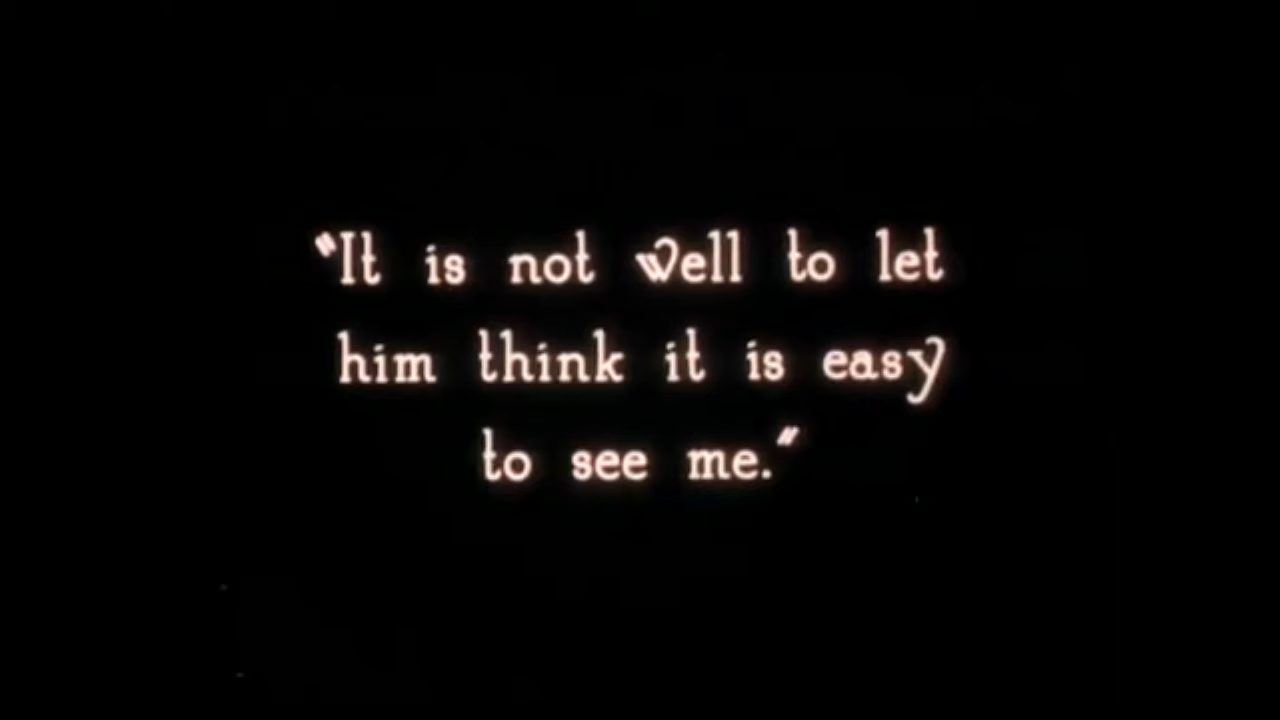 "It is not well to let
him think it is easy
to see me."